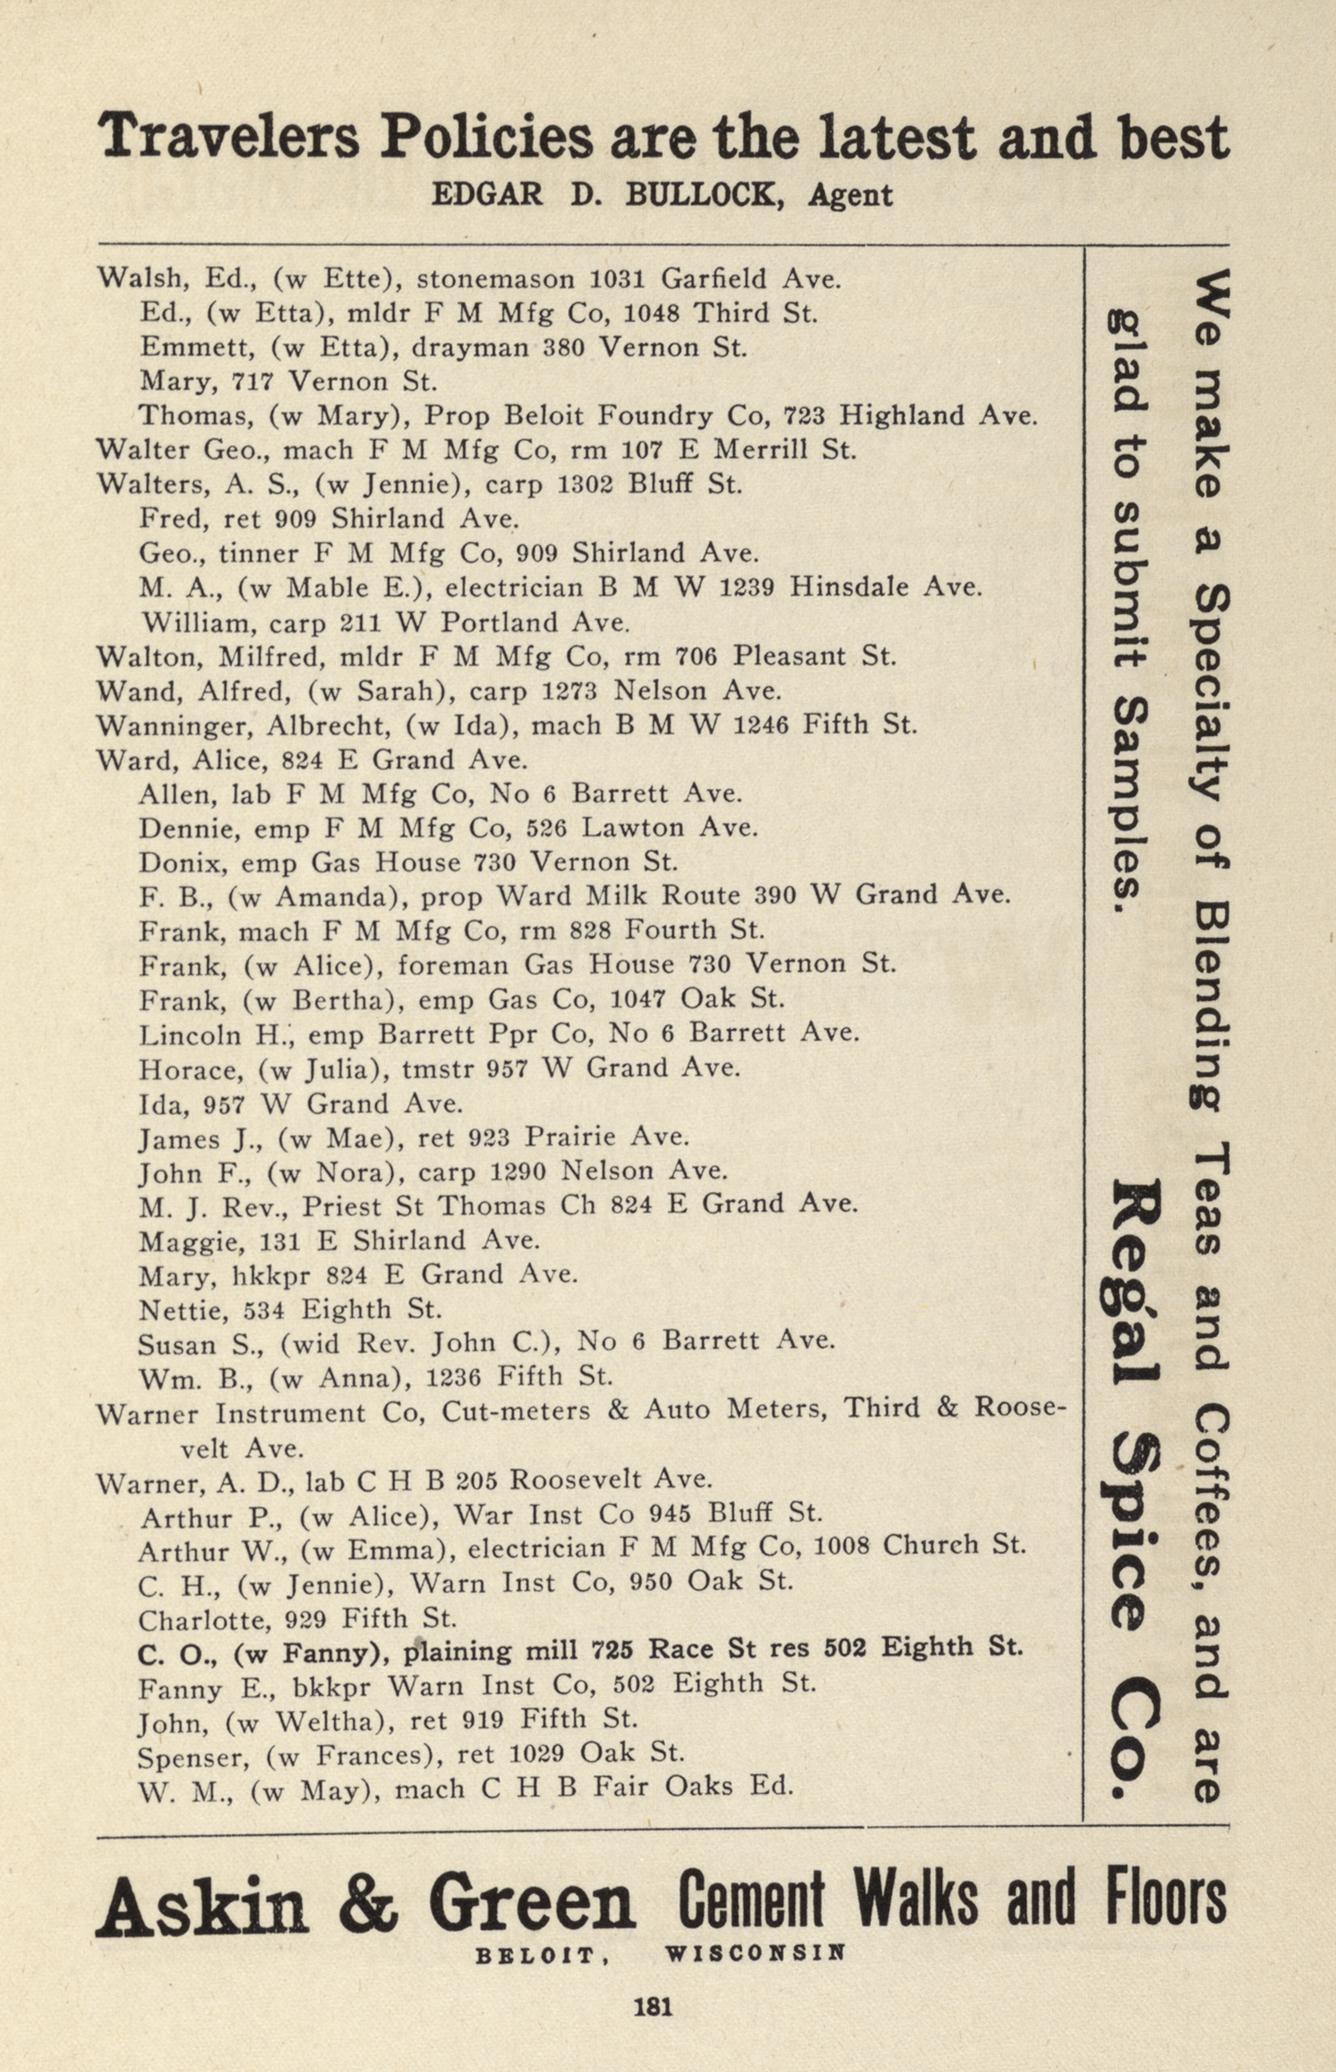 Travelers Policies are the latest and best
EDGAR D. BULLOCK, Agent
Walsh, Ed., (w Ette), stonemason 1031 Garfield Ave.
Ed., (w Etta), mldr F M Mfg Co, 1048 Third St.
Emmett, (w Etta), drayman 380 Vernon St.
Mary, 717 Vernon St.
Thomas, (w Mary), Prop Beloit Foundry Co, 723 Highland Ave.
Walter Geo., mach F M Mfg Co, rm 107 E Merrill St.
Walters, A. S., (w Jennie), carp 1302 Bluff St.
Fred, ret 909 Shirland Ave.
Geo., tinner F M Mfg Co, 909 Shirland Ave.
M. A., (w Mable E.), electrician B M W 1239 Hinsdale Ave.
William, carp 211 W Portland Ave.
Walton, Milfred, mldr F M Mfg Co, rm 706 Pleasant St.
Wand, Alfred, (w Sarah), carp 1273 Nelson Ave.
Wanninger, Albrecht, (w Ida), mach B M W 1246 Fifth St.
Ward, Alice, 824 E Grand Ave.
Allen, lab F M Mfg Co, No 6 Barrett Ave.
Dennie, emp F M Mfg Co, 526 Lawton Ave.
Donix, emp Gas House 730 Vernon St.
F. B., (w Amanda), prop Ward Milk Route 390 W Grand Ave.
Frank, mach F M Mfg Co, rm 828 Fourth St.
Frank, (w Alice), foreman Gas House 730 Vernon St.
Frank, (w Bertha), emp Gas Co, 1047 Oak St.
Lincoln H., emp Barrett Ppr Co, No 6 Barrett Ave.
Horace, (w Julia), tmstr 957 W Grand Ave.
Ida, 957 W Grand Ave.
James J., (w Mae), ret 923 Prairie Ave.
John F., (w Nora), carp 1290 Nelson Ave.
M. J. Rev., Priest St Thomas Ch 824 E Grand Ave.
Maggie, 131 E Shirland Ave.
Mary, hkkpr 824 E Grand Ave.
Nettie, 534 Eighth St.
Susan S., (wid Rev. John C.), No 6 Barrett Ave.
Wm. B., (w Anna), 1236 Fifth St.
Warner Instrument Co, Cut-meters & Auto Meters, Third & Roose-
velt Ave.
Warner, A. D., lab C H B 205 Roosevelt Ave.
Arthur P., (w Alice), War Inst Co 945 Bluff St.
Arthur W., (w Emma), electrician F M Mfg Co, 1008 Church St.
C. H., (w Jennie), Warn Inst Co, 950 Oak St.
Charlotte, 929 Fifth St.
C. O., (w Fanny), plaining mill 725 Race St res 502 Eighth St.
Fanny E., bkkpr Warn Inst Co, 502 Eighth St.
John, (w Weltha), ret 919 Fifth St.
Spenser, (w Frances), ret 1029 Oak St.
W. M., (w May), mach C H B Fair Oaks Ed.
We make a Specialty of Blending Teas and Coffees, and are
glad to submit Samples. Regal Spice Co.
Askin & Green Cement Walks and Floors
BELOIT, WISCONSIN
181